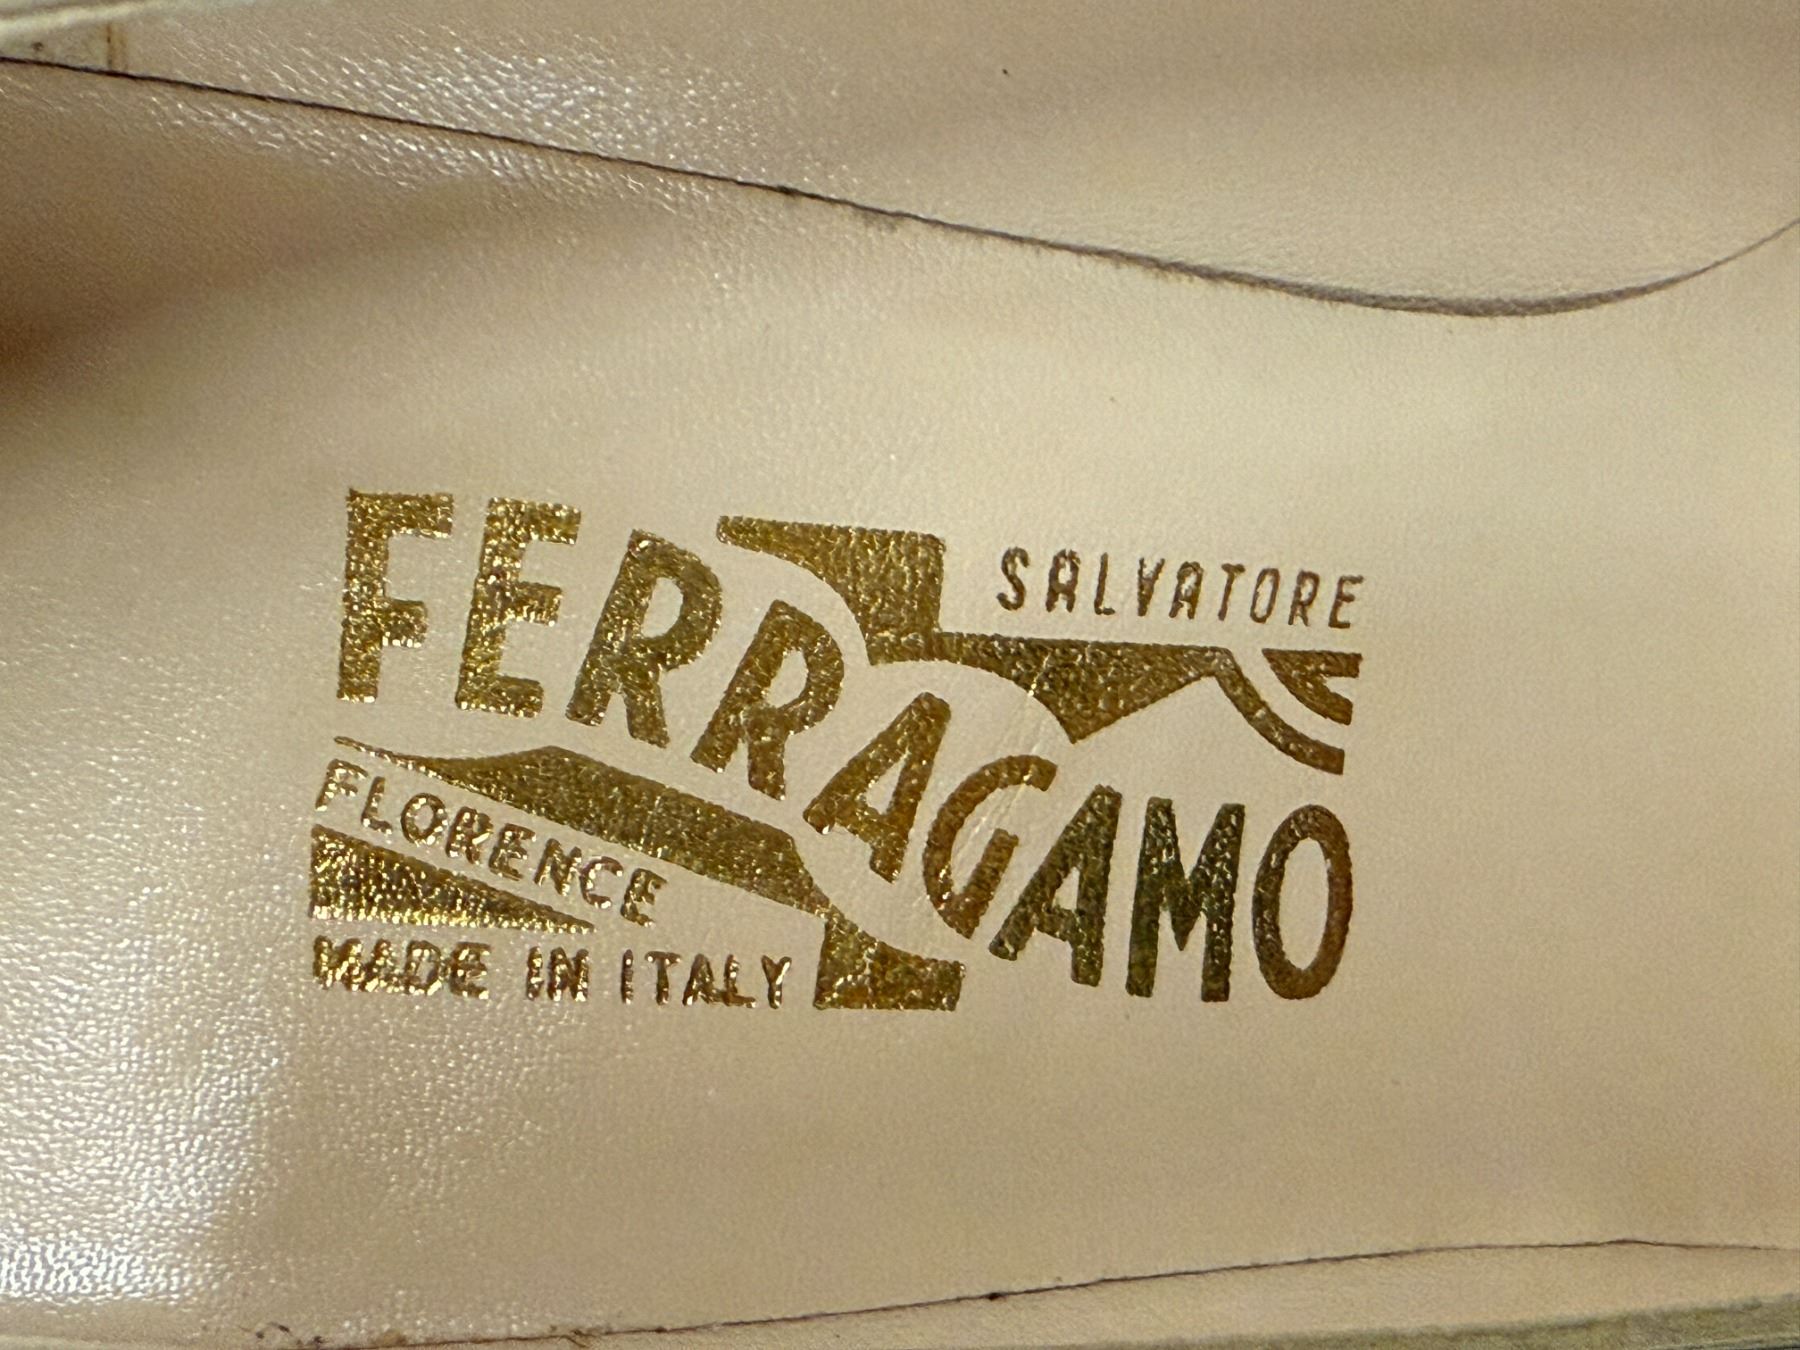 SALVATORE
FERRAGAMO
FLORENCE
MADE IN ITALY